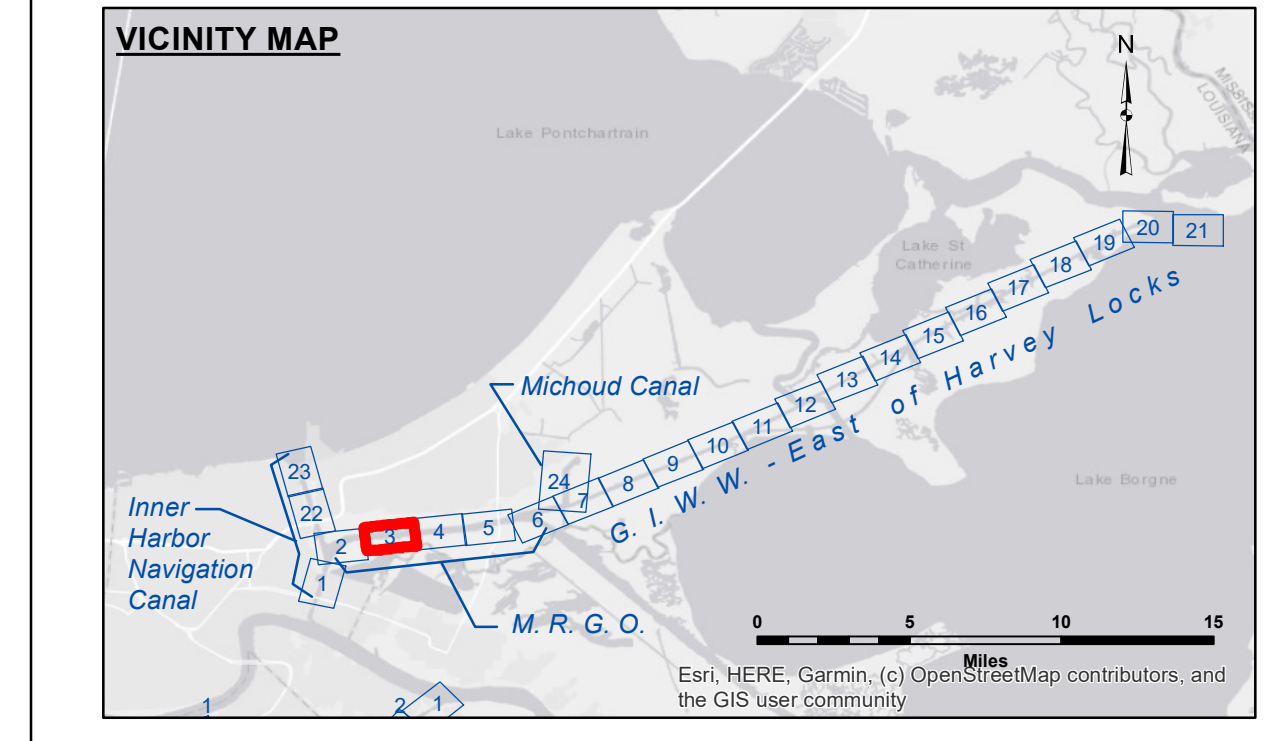 VICINITY MAP
N
MISSIS
LOUISIANA
Lake Pontchartrain
20
21
19
Lake St
Catherine
18
17
16
15
14
13
12
11
10
9
8
7
G. I. W. W. - East of Harvey Locks
Michoud Canal
24
Lake Borgne
23
22
Inner
Harbor
Navigation
Canal
2
3
4
5
6
1
M. R. G. O.
0
5
10
15
Miles
Esri, HERE, Garmin, (c) OpenStreetMap contributors, and
the GIS user community
1
2
1